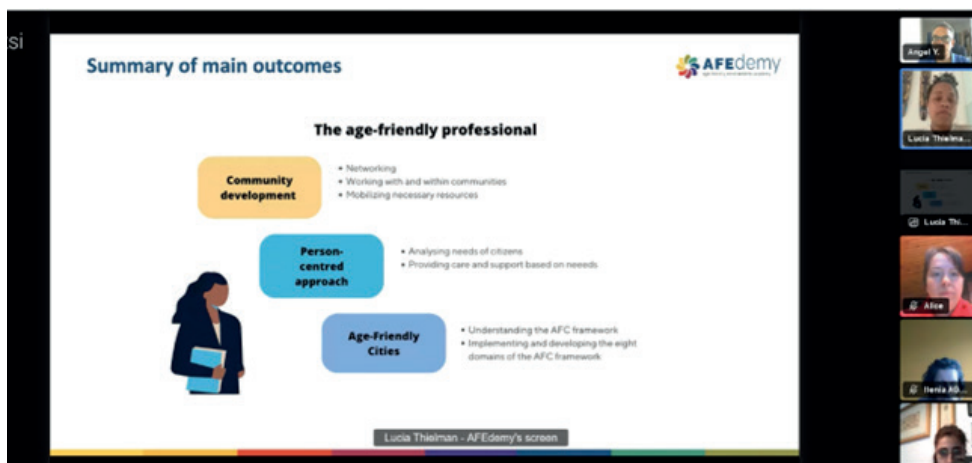 si
Summary of main outcomes
AFEdemy
The age-friendly professional
Community
development
• Networking
• Working with and within communities
• Mobilizing necessary resources
Person-
centred
approach
• Analysing needs of citizens
• Providing care and support based on neeeds
Age-Friendly
Cities
• Understanding the AFC framework
• Implementing and developing the eight
domains of the AFC framework
Lucia Thielman - AFEdemy's screen
Angel Y.
Lucia Thielma...
Lucia Thi...
Alice